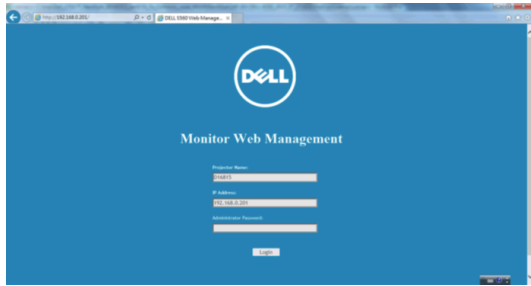 http://192.168.0.201/
DELL S560 Web Manage...
DELL
Monitor Web Management
Projector Name:
016815
IP Address:
192.168.0.201
Administrator Password:
Login